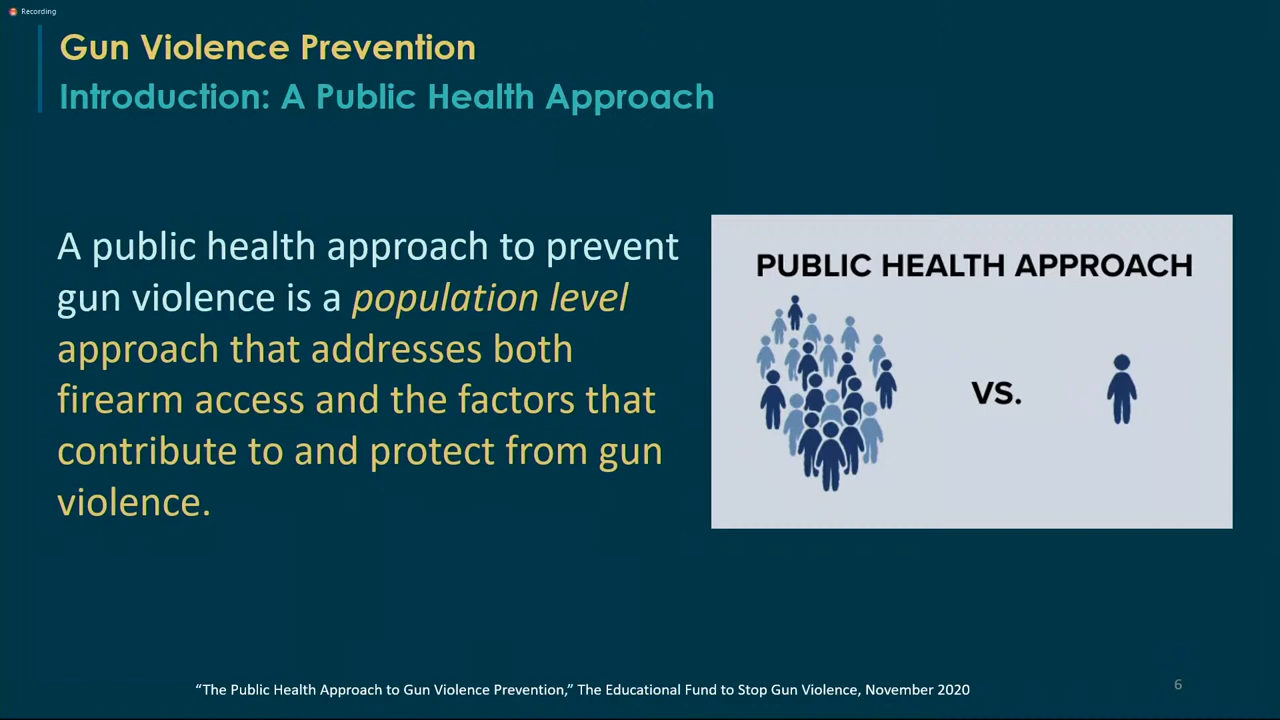 Recording
Gun Violence Prevention
Introduction: A Public Health Approach
A public health approach to prevent
gun violence is a population level
approach that addresses both
firearm access and the factors that
contribute to and protect from gun
violence.
PUBLIC HEALTH APPROACH
VS.
“The Public Health Approach to Gun Violence Prevention,” The Educational Fund to Stop Gun Violence, November 2020
6